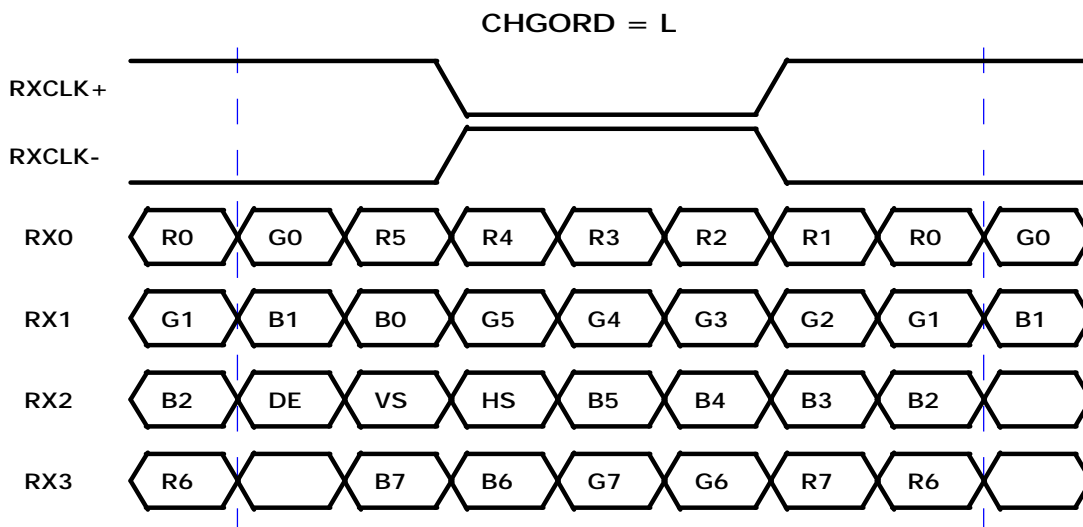 CHGORD = L
RXCLK+
RXCLK-
RX0 R0 G0 R5 R4 R3 R2 R1 R0 G0
RX1 G1 B1 B0 G5 G4 G3 G2 G1 B1
RX2 B2 DE VS HS B5 B4 B3 B2
RX3 R6 B7 B6 G7 G6 R7 R6